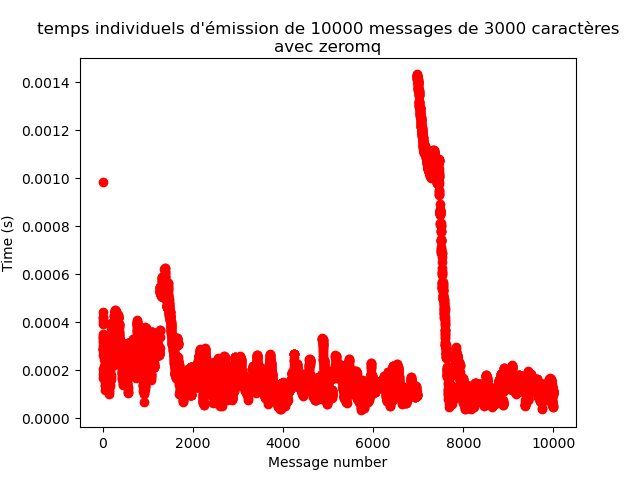 temps individuels d'émission de 10000 messages de 3000 caractères
avec zeromq
0.0014
0.0012
0.0010
0.0008
0.0006
0.0004
0.0002
0.0000
Time (s)
0 2000 4000 6000 8000 10000
Message number